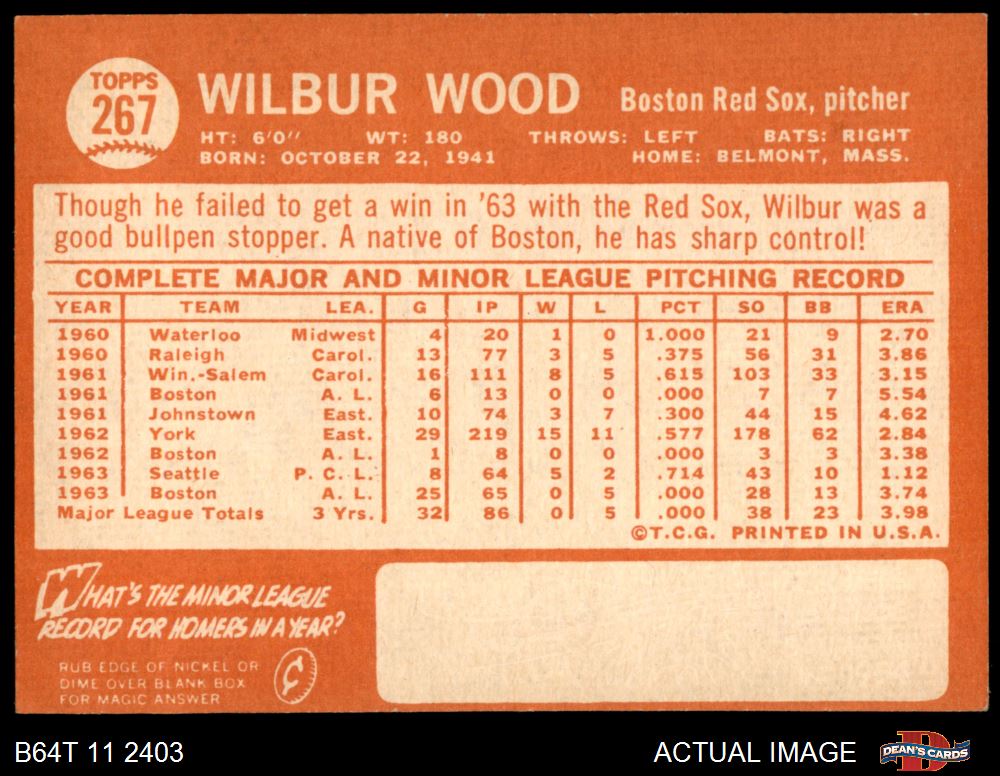 TOPPS
267
WILBUR WOOD Boston Red Sox, pitcher
HT: 6'0" WT: 180 THROWS: LEFT BATS: RIGHT
BORN: OCTOBER 22, 1941 HOME: BELMONT, MASS.
Though he failed to get a win in '63 with the Red Sox, Wilbur was a
good bullpen stopper. A native of Boston, he has sharp control!
COMPLETE MAJOR AND MINOR LEAGUE PITCHING RECORD
YEAR TEAM LEA. G IP W L PCT SO BB ERA
1960 Waterloo Midwest 4 20 1 0 1.000 21 9 2.70
1960 Raleigh Carol. 13 77 3 5 .375 56 31 3.86
1961 Win.-Salem Carol. 16 111 8 5 .615 103 33 3.15
1961 Boston A. L. 6 13 0 0 .000 7 7 5.54
1961 Johnstown East. 10 74 3 7 .300 44 15 4.62
1962 York East. 29 219 15 11 .577 178 62 2.84
1962 Boston A. L. 1 8 0 0 .000 3 3 3.38
1963 Seattle P. C. L. 8 64 5 2 .714 43 10 1.12
1963 Boston A. L. 25 65 0 5 .000 28 13 3.74
Major League Totals 3 Yrs. 32 86 0 5 .000 38 23 3.98
©T.C.G. PRINTED IN U.S.A.
WHAT'S THE MINOR LEAGUE
RECORD FOR HOMERS IN A YEAR?
RUB EDGE OF NICKEL OR
DIME OVER BLANK BOX
FOR MAGIC ANSWER
¢
B64T 11 2403 ACTUAL IMAGE DEAN'S CARDS